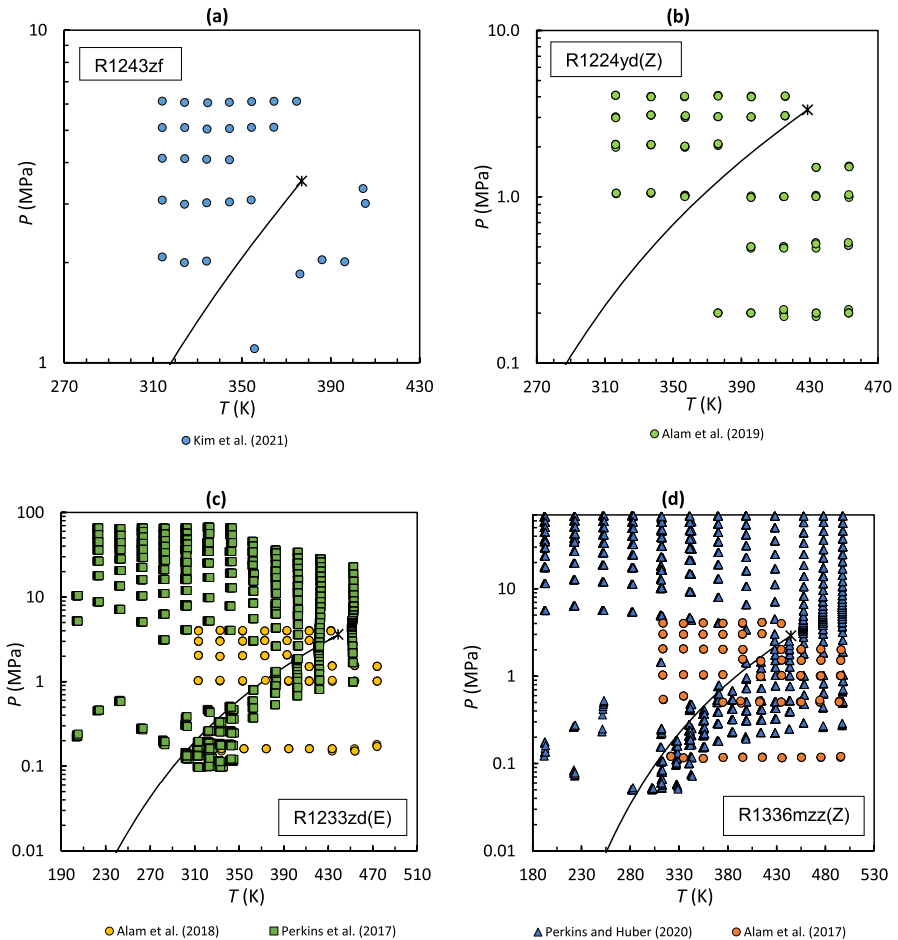 (a)
10
R1243zf
P (MPa)
1
270 310 350 390 430
T (K)
Kim et al. (2021)
(b)
10.0
R1224yd(Z)
P (MPa)
1.0
0.1
270 310 350 390 430 470
T (K)
Alam et al. (2019)
(c)
100
10
P (MPa)
1
0.1
R1233zd(E)
0.01
190 230 270 310 350 390 430 470 510
T (K)
Alam et al. (2018) Perkins et al. (2017)
(d)
10
P (MPa)
1
0.1
R1336mzz(Z)
0.01
180 230 280 330 380 430 480 530
T (K)
Perkins and Huber (2020) Alam et al. (2017)